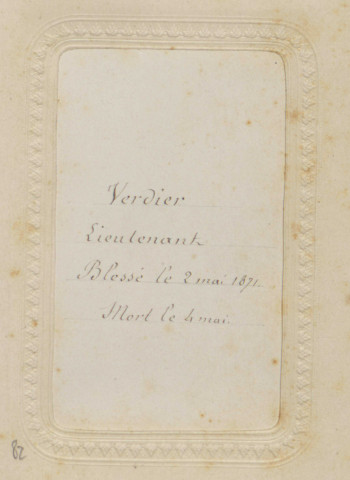 Verdier
Lieutenant
Blessé le 2 mai 1871.
Mort le 4 mai.
82